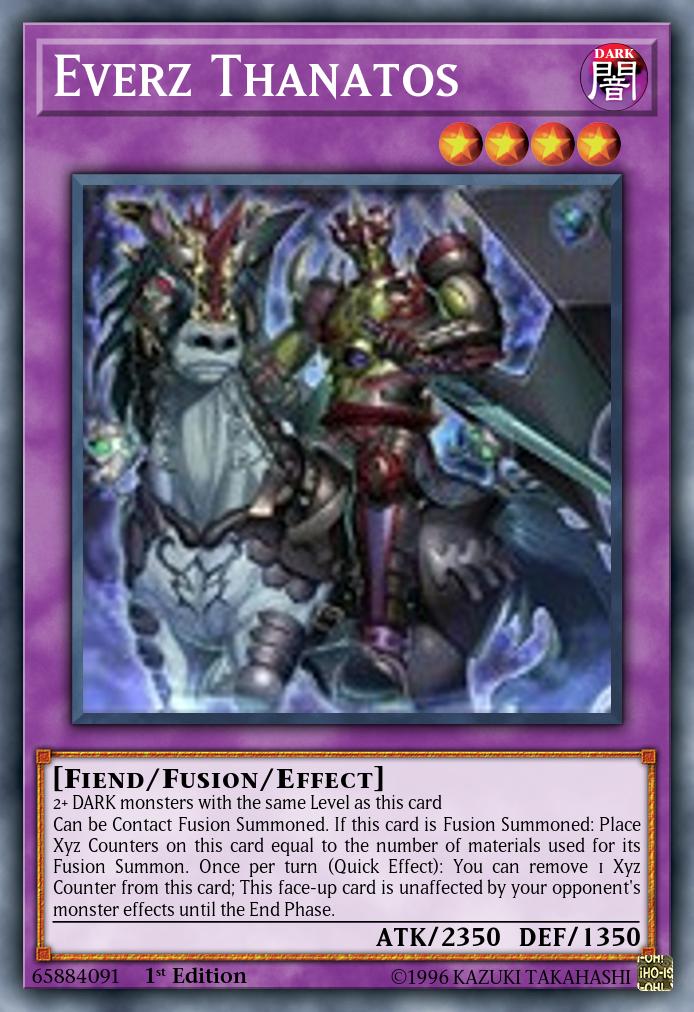 Everz Thanatos
DARK
闇
[Fiend/Fusion/Effect]
2+ DARK monsters with the same Level as this card
Can be Contact Fusion Summoned. If this card is Fusion Summoned: Place
Xyz Counters on this card equal to the number of materials used for its
Fusion Summon. Once per turn (Quick Effect): You can remove 1 Xyz
Counter from this card; This face-up card is unaffected by your opponent's
monster effects until the End Phase.
ATK/2350 DEF/1350
65884091 1st Edition ©1996 KAZUKI TAKAHASHI